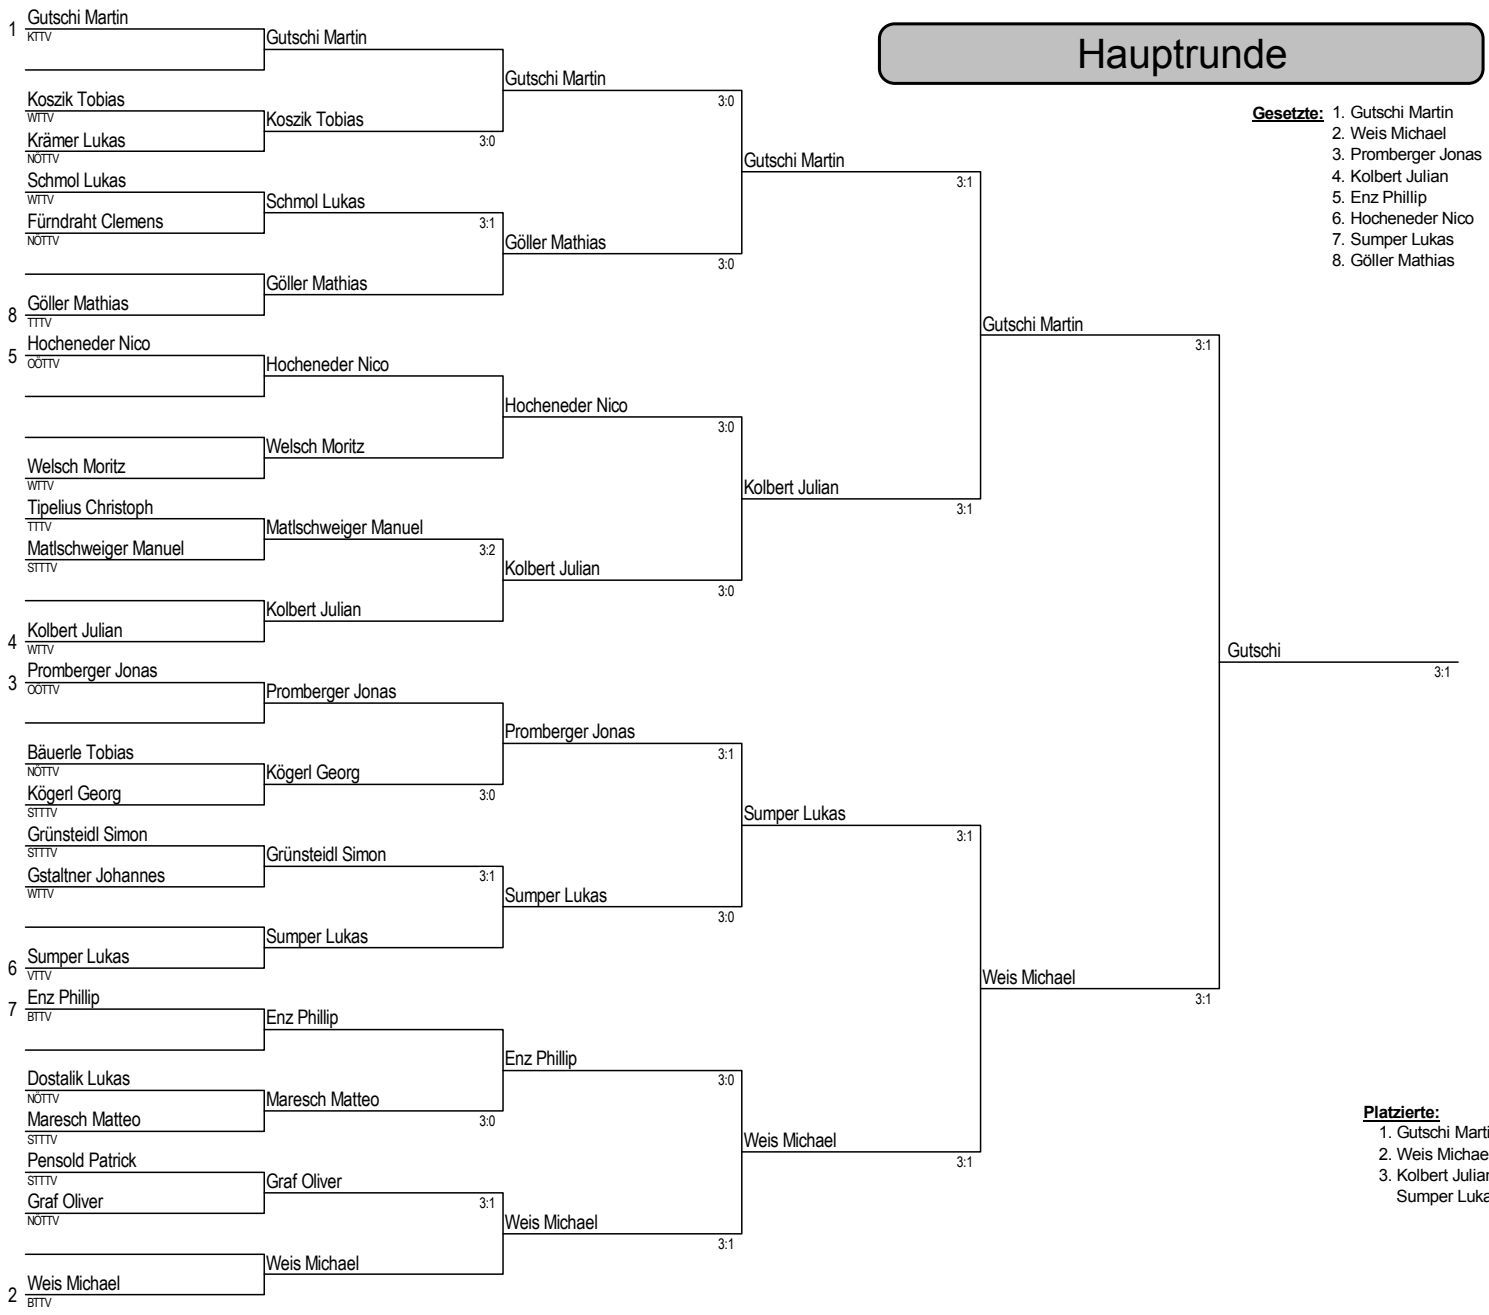 Hauptrunde
Gesetzte: 1. Gutschi Martin
2. Weis Michael
3. Promberger Jonas
4. Kolbert Julian
5. Enz Phillip
6. Hocheneder Nico
7. Sumper Lukas
8. Göller Mathias
1 Gutschi Martin
KTTV
Koszik Tobias
WTTV
Krämer Lukas
NÖTTV
Schmol Lukas
WTTV
Fürndraht Clemens
NÖTTV
8 Göller Mathias
TTTV
5 Hocheneder Nico
OÖTTV
Welsch Moritz
WTTV
Tipelius Christoph
TTTV
Matlschweiger Manuel
STTTV
4 Kolbert Julian
WTTV
3 Promberger Jonas
OÖTTV
Bäuerle Tobias
NÖTTV
Kögerl Georg
STTTV
Grünsteidl Simon
STTTV
Gstaltner Johannes
WTTV
6 Sumper Lukas
VTTV
7 Enz Phillip
BTTV
Dostalik Lukas
NÖTTV
Maresch Matteo
STTTV
Pensold Patrick
STTTV
Graf Oliver
NÖTTV
2 Weis Michael
BTTV
Gutschi Martin
Koszik Tobias
3:0
Schmol Lukas
3:1
Göller Mathias
Hocheneder Nico
Welsch Moritz
Matlschweiger Manuel
3:2
Kolbert Julian
Promberger Jonas
Kögerl Georg
3:0
Grünsteidl Simon
3:1
Sumper Lukas
Enz Phillip
Maresch Matteo
3:0
Graf Oliver
3:1
Weis Michael
Gutschi Martin
3:0
Göller Mathias
3:0
Hocheneder Nico
3:0
Kolbert Julian
3:0
Promberger Jonas
3:1
Sumper Lukas
3:0
Enz Phillip
3:0
Weis Michael
3:1
Gutschi Martin
3:1
Kolbert Julian
3:1
Sumper Lukas
3:1
Weis Michael
3:1
Gutschi Martin
3:1
Weis Michael
3:1
Gutschi
3:1
Platzierte:
1. Gutschi Marti
2. Weis Michae
3. Kolbert Julian
Sumper Luka